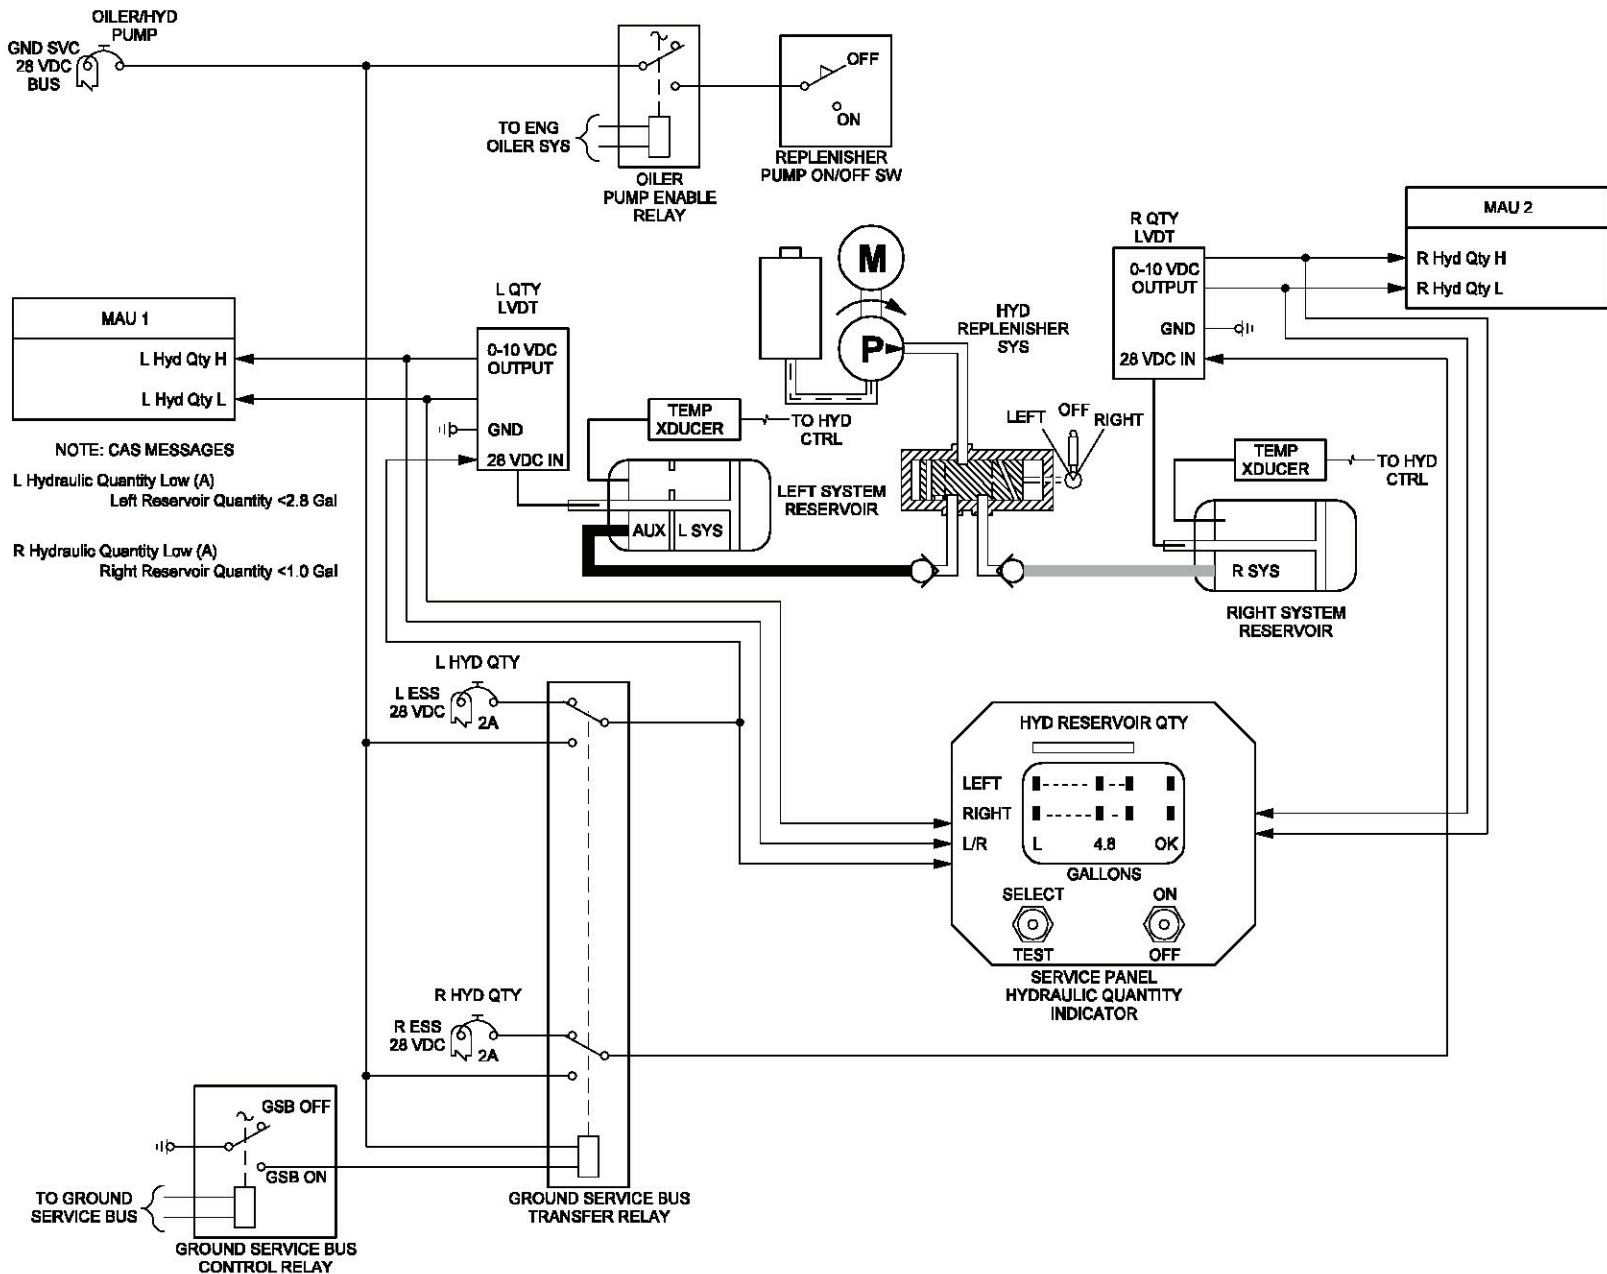 OILER/HYD
PUMP
GND SVC
28 VDC
BUS
TO ENG
OILER SYS
OILER
PUMP ENABLE
RELAY
OFF
ON
REPLENISHER
PUMP ON/OFF SW
MAU 2
R Hyd Qty H
R Hyd Qty L
R QTY
LVDT
0-10 VDC
OUTPUT
GND
28 VDC IN
M
P
HYD
REPLENISHER
SYS
MAU 1
L Hyd Qty H
L Hyd Qty L
L QTY
LVDT
0-10 VDC
OUTPUT
GND
28 VDC IN
TEMP
XDUCER
TO HYD
CTRL
LEFT
OFF
RIGHT
TEMP
XDUCER
TO HYD
CTRL
NOTE: CAS MESSAGES
L Hydraulic Quantity Low (A)
Left Reservoir Quantity <2.8 Gal
R Hydraulic Quantity Low (A)
Right Reservoir Quantity <1.0 Gal
LEFT SYSTEM
RESERVOIR
AUX
L SYS
R SYS
RIGHT SYSTEM
RESERVOIR
L HYD QTY
L ESS
28 VDC
2A
HYD RESERVOIR QTY
LEFT
RIGHT
L/R
L
4.8
OK
GALLONS
SELECT
ON
TEST
OFF
SERVICE PANEL
HYDRAULIC QUANTITY
INDICATOR
R HYD QTY
R ESS
28 VDC
2A
GSB OFF
GSB ON
TO GROUND
SERVICE BUS
GROUND SERVICE BUS
CONTROL RELAY
GROUND SERVICE BUS
TRANSFER RELAY